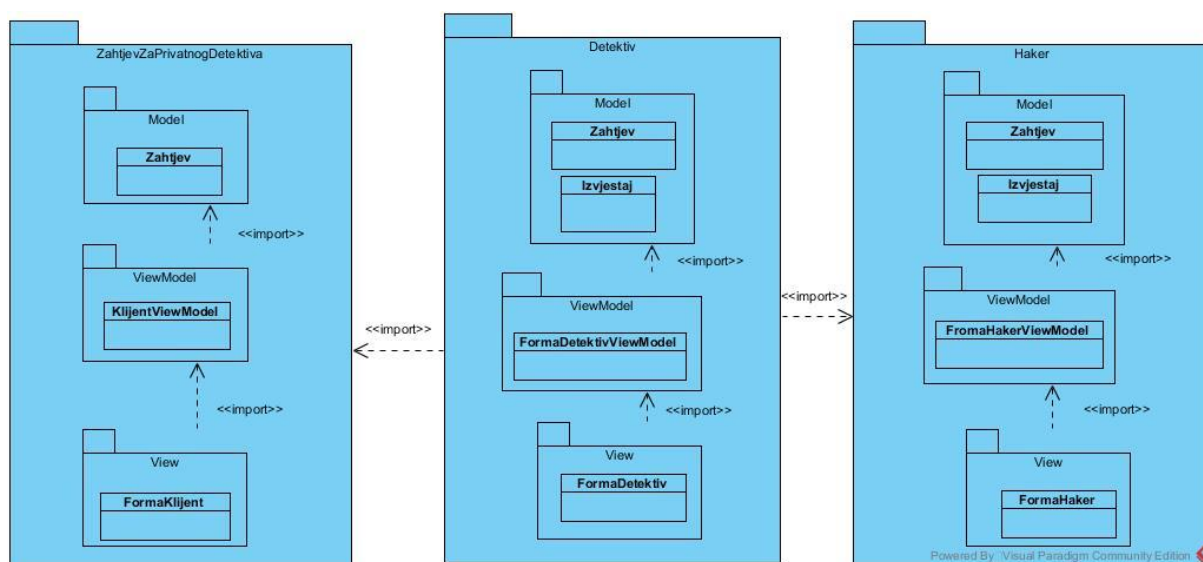 ZahtjevZaPrivatnogDetektiva
Model
Zahtjev
<<import>>
ViewModel
KlijentViewModel
<<import>>
View
FormaKlijent
<<import>>
Detektiv
Model
Zahtjev
Izvjestaj
<<import>>
ViewModel
FormaDetektivViewModel
<<import>>
View
FormaDetektiv
<<import>>
Haker
Model
Zahtjev
Izvjestaj
<<import>>
ViewModel
FromaHakerViewModel
<<import>>
View
FormaHaker
Powered By Visual Paradigm Community Edition